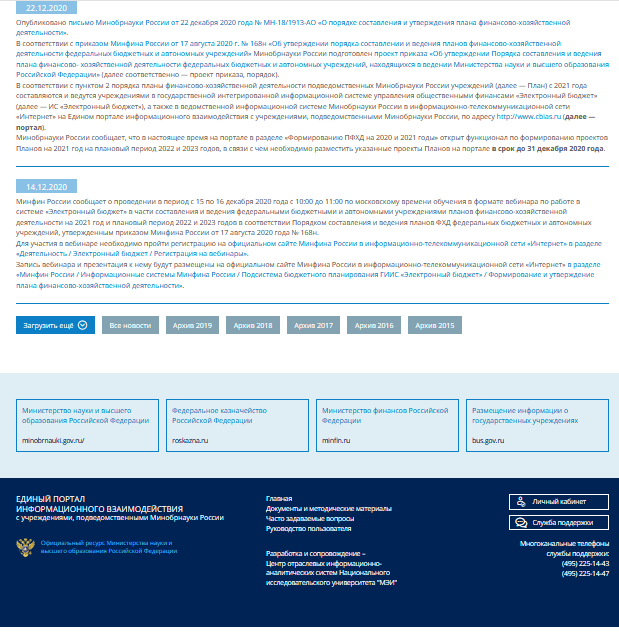 22.12.2020
Опубликовано письмо Минобрнауки России от 22 декабря 2020 года № МН-18/1913-АО «О порядке составления и утверждения плана финансово-хозяйственной
деятельности».
В соответствии с приказом Минфина России от 17 августа 2020 г. № 168н «Об утверждении порядка составления и ведения планов финансово-хозяйственной
деятельности федеральных бюджетных и автономных учреждений» Минобрнауки России подготовлен проект приказа «Об утверждении Порядка составления и ведения
плана финансово- хозяйственной деятельности федеральных бюджетных и автономных учреждений, находящихся в ведении Министерства науки и высшего образования
Российской Федерации» (далее соответственно — проект приказа, порядок).
В соответствии с пунктом 2 порядка планы финансово-хозяйственной деятельности подведомственных Минобрнауки России учреждений (далее — План) с 2021 года
составляются и ведутся учреждениями в государственной интегрированной информационной системе управления общественными финансами «Электронный бюджет»
(далее — ИС «Электронный бюджет»), а также в ведомственной информационной системе Минобрнауки России в информационно-телекоммуникационной сети
«Интернет» на Едином портале информационного взаимодействия с учреждениями, подведомственными Минобрнауки России, по адресу http://www.cbias.ru (далее —
портал).
Минобрнауки России сообщает, что в настоящее время на портале в разделе «Формированию ПФХД на 2020 и 2021 годы» открыт функционал по формированию проектов
Планов на 2021 год на плановый период 2022 и 2023 годов, в связи с чем необходимо разместить указанные проекты Планов на портале в срок до 31 декабря 2020 года.
14.12.2020
Минфин России сообщает о проведении в период с 15 по 16 декабря 2020 года с 10:00 до 11:00 по московскому времени обучения в формате вебинара по работе в
системе «Электронный бюджет» в части составления и ведения федеральными бюджетными и автономными учреждениями планов финансово-хозяйственной
деятельности на 2021 год и плановый период 2022 и 2023 годов в соответствии Порядком составления и ведения планов ФХД федеральных бюджетных и автономных
учреждений, утвержденным приказом Минфина России от 17 августа 2020 года № 168н.
Для участия в вебинаре необходимо пройти регистрацию на официальном сайте Минфина России в информационно-телекоммуникационной сети «Интернет» в разделе
«Деятельность / Электронный бюджет / Регистрация на вебинары».
Запись вебинара и презентация к нему будут размещены на официальном сайте Минфина России в информационно-телекоммуникационной сети «Интернет» в разделе
«Минфин России / Информационные системы Минфина России / Подсистема бюджетного планирования ГИИС «Электронный бюджет» / Формирование и утверждение
плана финансово-хозяйственной деятельности».
Загрузить ещё Все новости Архив 2019 Архив 2018 Архив 2017 Архив 2016 Архив 2015
Министерство науки и высшего
образования Российской Федерации
minobrnauki.gov.ru/
Федеральное казначейство
Российской Федерации
roskazna.ru
Министерство финансов Российской
Федерации
minfin.ru
Размещение информации о
государственных учреждениях
bus.gov.ru
ЕДИНЫЙ ПОРТАЛ
ИНФОРМАЦИОННОГО ВЗАИМОДЕЙСТВИЯ
с учреждениями, подведомственными Минобрнауки России
Официальный ресурс Министерства науки и
высшего образования Российской Федерации
Главная
Документы и методические материалы
Часто задаваемые вопросы
Руководство пользователя
Разработка и сопровождение –
Центр отраслевых информационно-
аналитических систем Национального
исследовательского университета "МЭИ"
Личный кабинет
Служба поддержки
Многоканальные телефоны
службы поддержки:
(495) 225-14-43
(495) 225-14-47